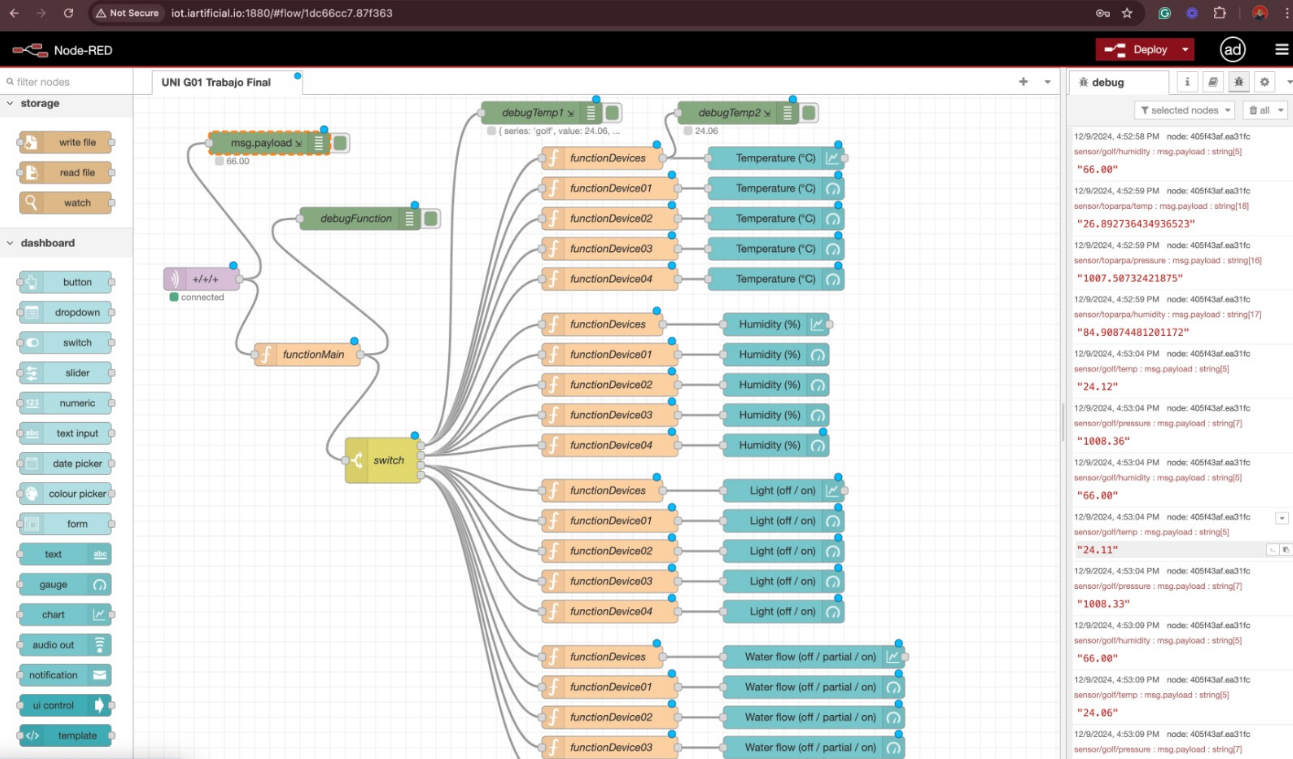 Not Secure iot.iartificial.io:1880/#flow/1dc66cc7.87f363
Node-RED
Deploy
ad
filter nodes
storage
write file
read file
watch
dashboard
button
dropdown
switch
slider
123 numeric
abc text input
date picker
colour picker
form
text abc
gauge
chart
audio out
notification
ui control
</> template
UNI G01 Trabajo Final
msg.payload
66.00
debugFunction
+/+/+
connected
functionMain
switch
debugTemp1
{ series: 'golf', value: 24.06, ...
debugTemp2
24.06
functionDevices Temperature (°C)
functionDevice01 Temperature (°C)
functionDevice02 Temperature (°C)
functionDevice03 Temperature (°C)
functionDevice04 Temperature (°C)
functionDevices Humidity (%)
functionDevice01 Humidity (%)
functionDevice02 Humidity (%)
functionDevice03 Humidity (%)
functionDevice04 Humidity (%)
functionDevices Light (off / on)
functionDevice01 Light (off / on)
functionDevice02 Light (off / on)
functionDevice03 Light (off / on)
functionDevice04 Light (off / on)
functionDevices Water flow (off / partial / on)
functionDevice01 Water flow (off / partial / on)
functionDevice02 Water flow (off / partial / on)
functionDevice03 Water flow (off / partial / on)
debug
i
selected nodes
all
12/9/2024, 4:52:58 PM node: 405f43af.ea31fc
sensor/golf/humidity : msg.payload : string[5]
"66.00"
12/9/2024, 4:52:59 PM node: 405f43af.ea31fc
sensor/toparpa/temp : msg.payload : string[18]
"26.892736434936523"
12/9/2024, 4:52:59 PM node: 405f43af.ea31fc
sensor/toparpa/pressure : msg.payload : string[16]
"1007.50732421875"
12/9/2024, 4:52:59 PM node: 405f43af.ea31fc
sensor/toparpa/humidity : msg.payload : string[17]
"84.90874481201172"
12/9/2024, 4:53:04 PM node: 405f43af.ea31fc
sensor/golf/temp : msg.payload : string[5]
"24.12"
12/9/2024, 4:53:04 PM node: 405f43af.ea31fc
sensor/golf/pressure : msg.payload : string[7]
"1008.36"
12/9/2024, 4:53:04 PM node: 405f43af.ea31fc
sensor/golf/humidity : msg.payload : string[5]
"66.00"
12/9/2024, 4:53:04 PM node: 405f43af.ea31fc
sensor/golf/temp : msg.payload : string[5]
"24.11"
12/9/2024, 4:53:04 PM node: 405f43af.ea31fc
sensor/golf/pressure : msg.payload : string[7]
"1008.33"
12/9/2024, 4:53:09 PM node: 405f43af.ea31fc
sensor/golf/humidity : msg.payload : string[5]
"66.00"
12/9/2024, 4:53:09 PM node: 405f43af.ea31fc
sensor/golf/temp : msg.payload : string[5]
"24.06"
12/9/2024, 4:53:09 PM node: 405f43af.ea31fc
sensor/golf/pressure : msg.payload : string[7]